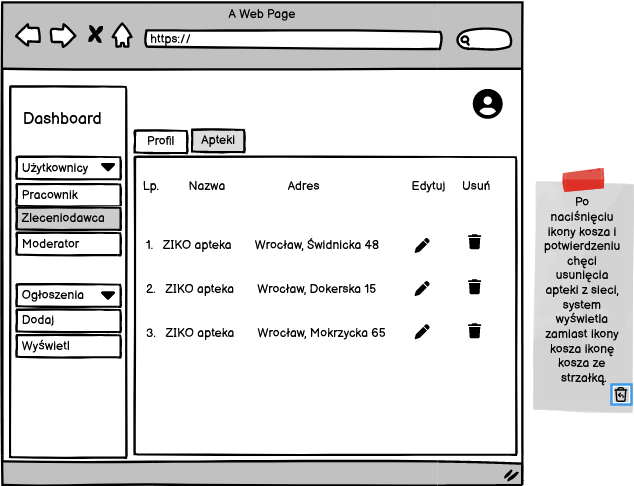 A Web Page
https://
Dashboard
Użytkownicy
Pracownik
Zleceniodawca
Moderator
Ogłoszenia
Dodaj
Wyświetl
Profil Apteki
Lp. Nazwa Adres Edytuj Usuń
1. ZIKO apteka Wrocław, Świdnicka 48
2. ZIKO apteka Wrocław, Dokerska 15
3. ZIKO apteka Wrocław, Mokrzycka 65
Po
naciśnięciu
ikony kosza i
potwierdzeniu
chęci
usunięcia
apteki z sieci,
system
wyświetla
zamiast ikony
kosza ikonę
kosza ze
strzałką.